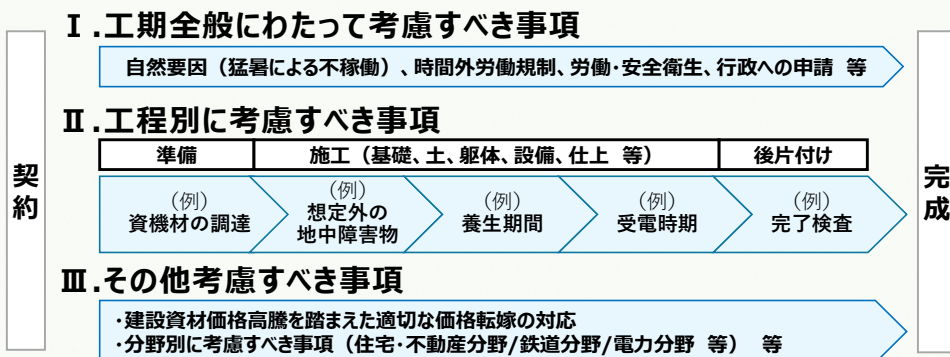 Ⅰ.工期全般にわたって考慮すべき事項
自然要因（猛暑による不稼働）、時間外労働規制、労働・安全衛生、行政への申請 等
Ⅱ.工程別に考慮すべき事項
準備 施工（基礎、土、躯体、設備、仕上 等） 後片付け
契約
（例）
資機材の調達
（例）
想定外の
地中障害物
（例）
養生期間
（例）
受電時期
（例）
完了検査
完成
Ⅲ.その他考慮すべき事項
・建設資材価格高騰を踏まえた適切な価格転嫁の対応
・分野別に考慮すべき事項（住宅・不動産分野/鉄道分野/電力分野 等） 等